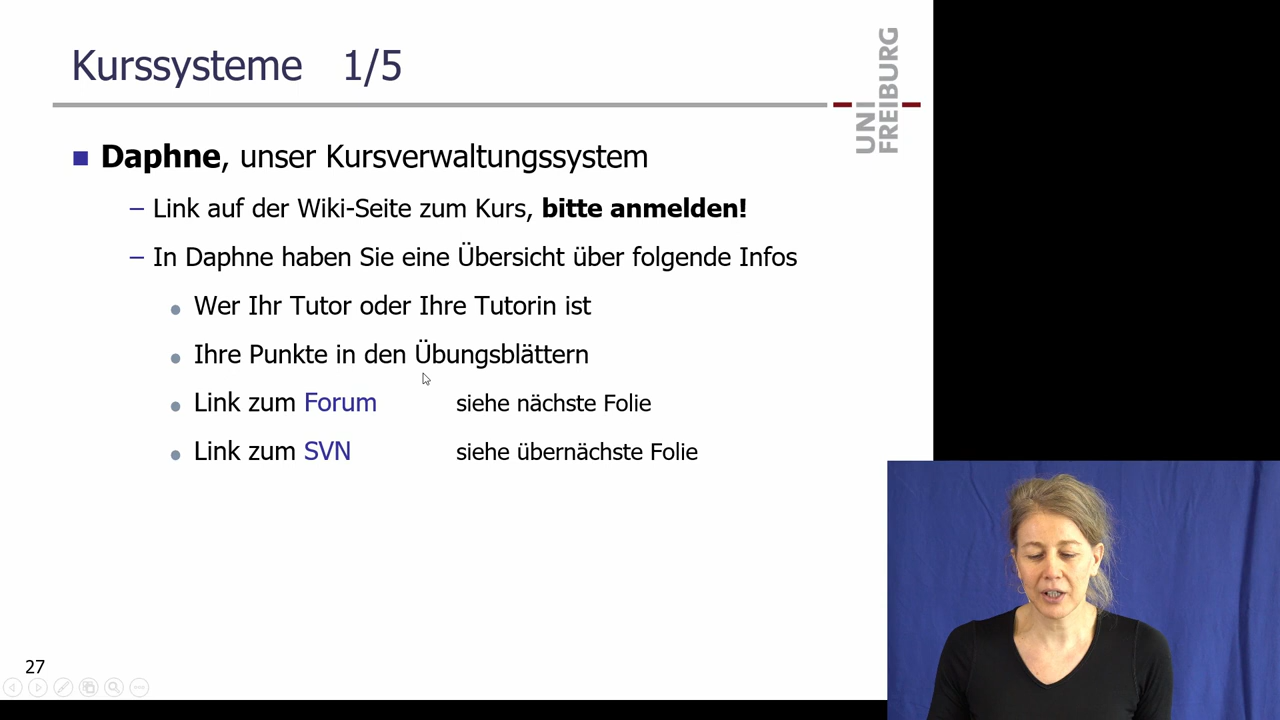 Kurssysteme 1/5
UNI
FREIBURG
Daphne, unser Kursverwaltungssystem
– Link auf der Wiki-Seite zum Kurs, bitte anmelden!
– In Daphne haben Sie eine Übersicht über folgende Infos
Wer Ihr Tutor oder Ihre Tutorin ist
Ihre Punkte in den Übungsblättern
Link zum Forum siehe nächste Folie
Link zum SVN siehe übernächste Folie
27